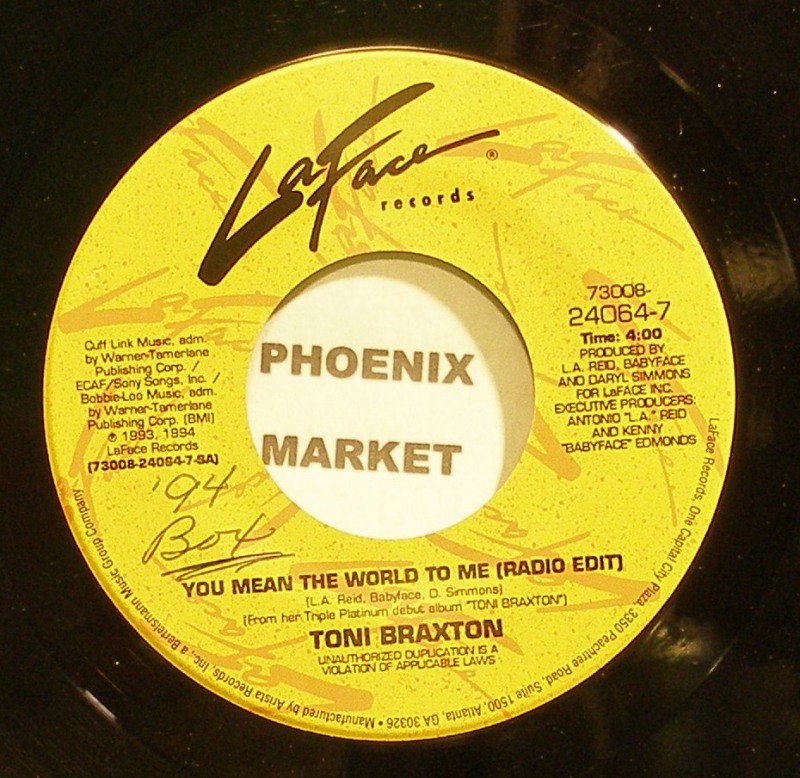 LaFace ®
records
73008-
24064-7
Time: 4:00
PRODUCED BY
L.A. REID, BABYFACE
AND DARYL SIMMONS
FOR LaFACE INC.
EXECUTIVE PRODUCERS:
ANTONIO "L.A." REID
AND KENNY
"BABYFACE" EDMONDS
Cuff Link Music, adm.
by Warner-Tamerlane
Publishing Corp. /
ECAF/Sony Songs, Inc. /
Bobbie-Loo Music, adm.
by Warner-Tamerlane
Publishing Corp. (BMI)
℗ 1993, 1994
LaFace Records
(73008-24064-7-SA)
PHOENIX
MARKET
'94
Box
YOU MEAN THE WORLD TO ME (RADIO EDIT)
(L.A. Reid, Babyface, D. Simmons)
(From her Triple Platinum debut album "TONI BRAXTON")
TONI BRAXTON
UNAUTHORIZED DUPLICATION IS A
VIOLATION OF APPLICABLE LAWS
LaFace Records, One Capital City Plaza, 3350 Peachtree Road, Suite 1500, Atlanta, GA 30326 • Manufactured by Arista Records, Inc., a Bertelsmann Music Group Company